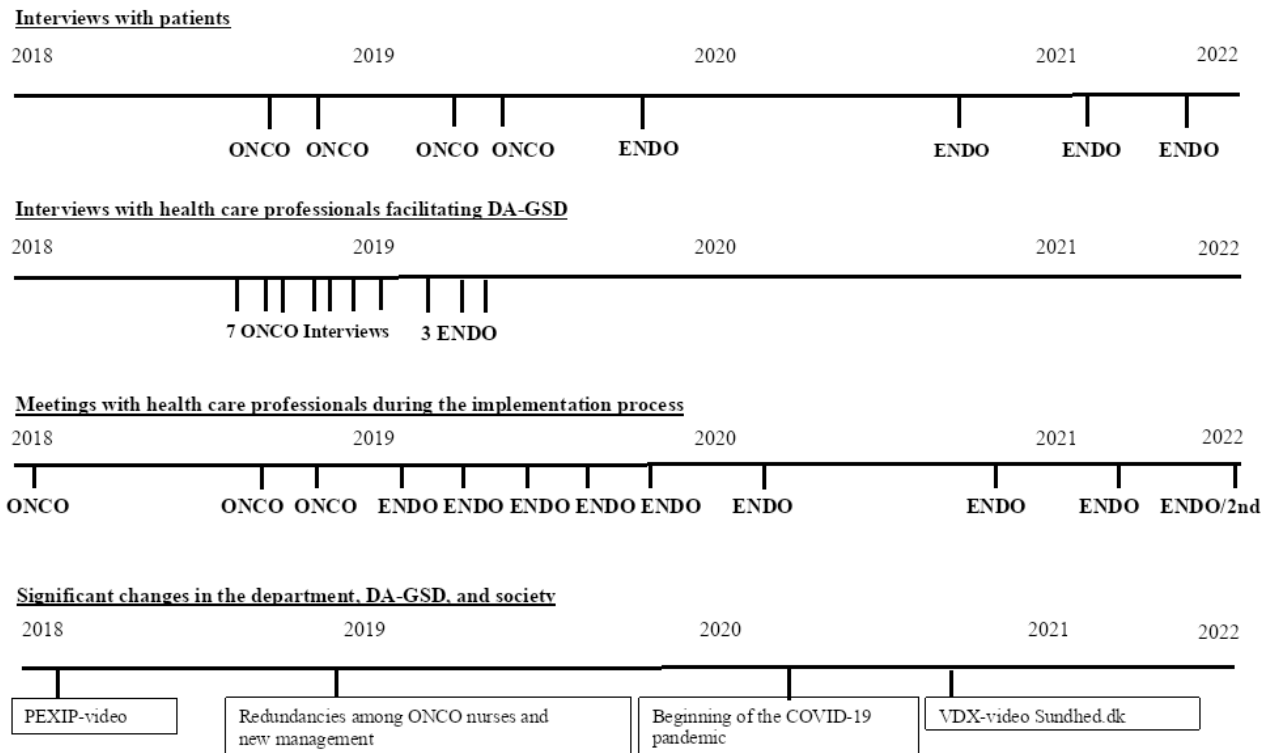 Interviews with patients
2018 2019 2020 2021 2022
ONCO ONCO ONCO ONCO ENDO ENDO ENDO ENDO
Interviews with health care professionals facilitating DA-GSD
2018 2019 2020 2021 2022
7 ONCO Interviews 3 ENDO
Meetings with health care professionals during the implementation process
2018 2019 2020 2021 2022
ONCO ONCO ONCO ENDO ENDO ENDO ENDO ENDO ENDO ENDO ENDO ENDO/2nd
Significant changes in the department, DA-GSD, and society
2018 2019 2020 2021 2022
PEXIP-video
Redundancies among ONCO nurses and
new management
Beginning of the COVID-19
pandemic
VDX-video Sundhed.dk